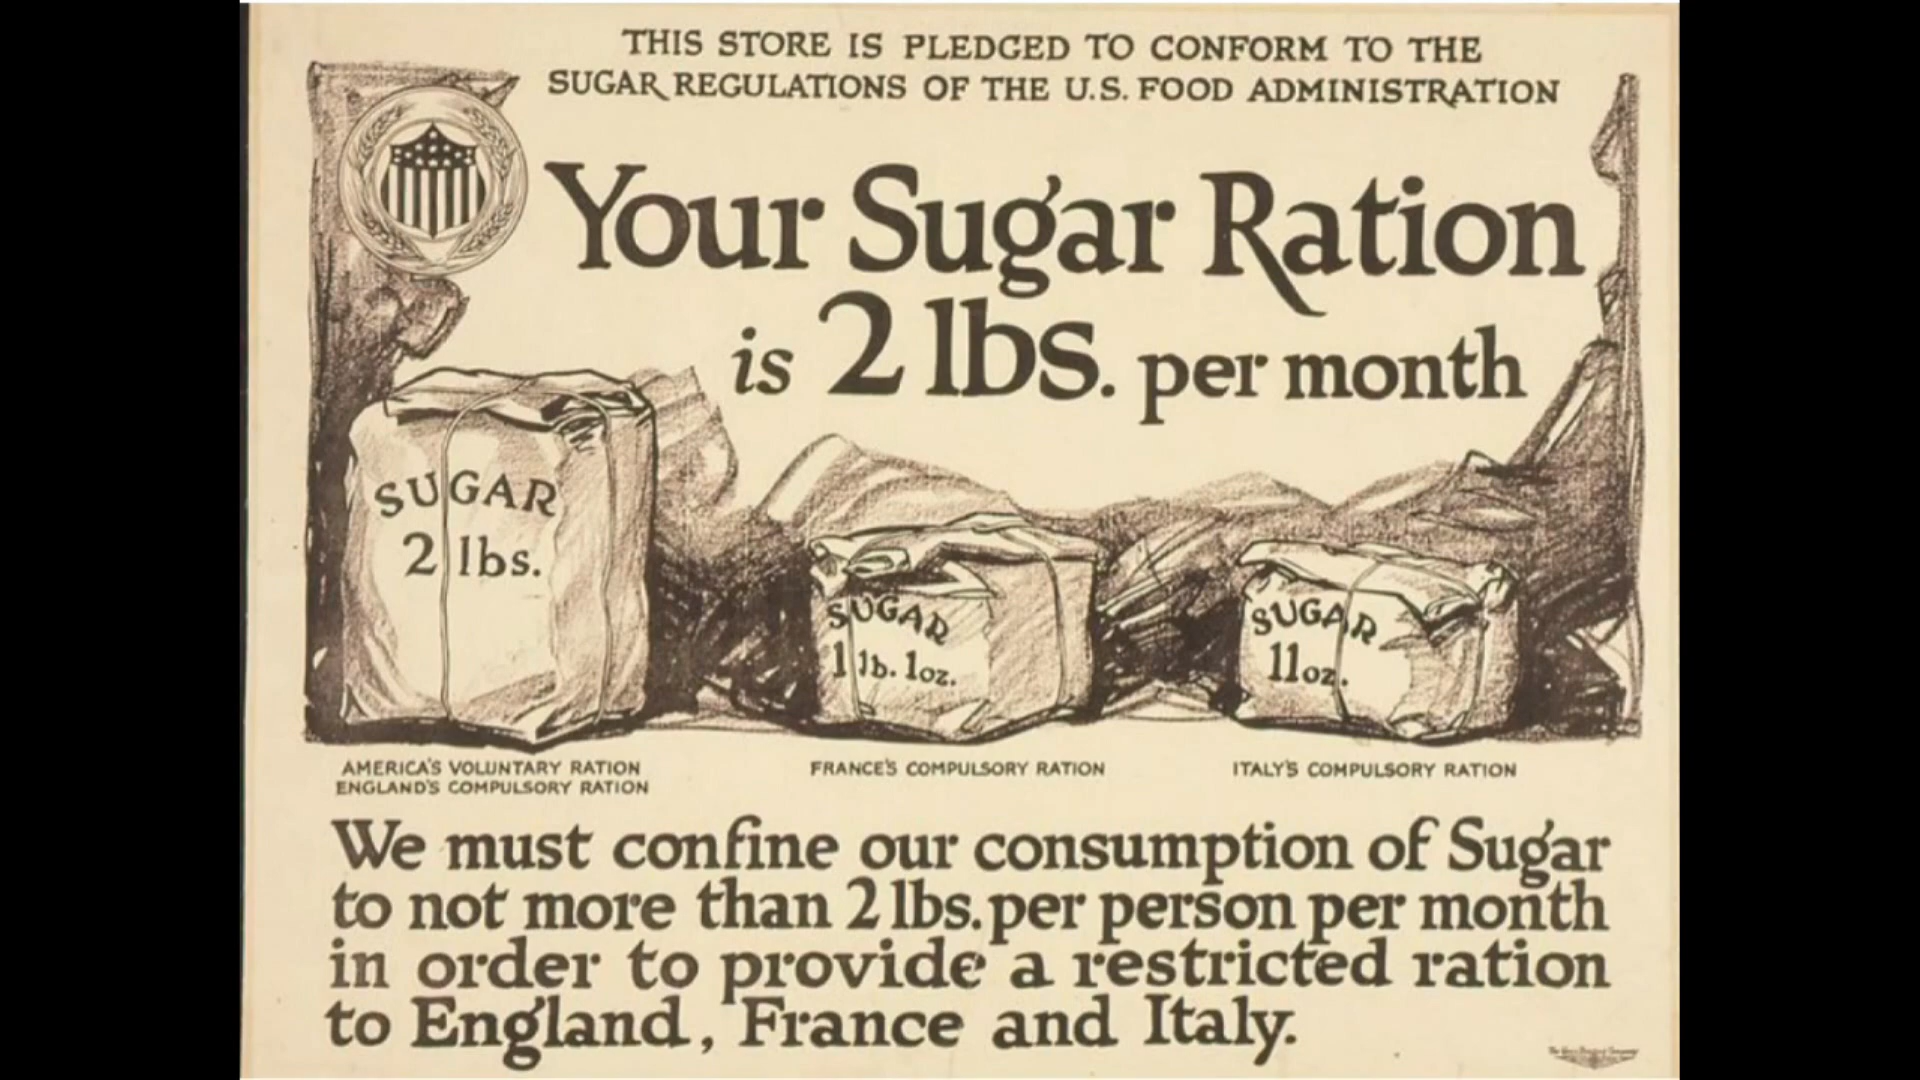 THIS STORE IS PLEDGED TO CONFORM TO THE
SUGAR REGULATIONS OF THE U.S. FOOD ADMINISTRATION
Your Sugar Ration
is 2 lbs. per month
SUGAR
2 lbs.
SUGAR
1 lb. 1oz.
SUGAR
11oz.
AMERICA'S VOLUNTARY RATION
ENGLAND'S COMPULSORY RATION
FRANCE'S COMPULSORY RATION
ITALY'S COMPULSORY RATION
We must confine our consumption of Sugar
to not more than 2 lbs. per person per month
in order to provide a restricted ration
to England, France and Italy.